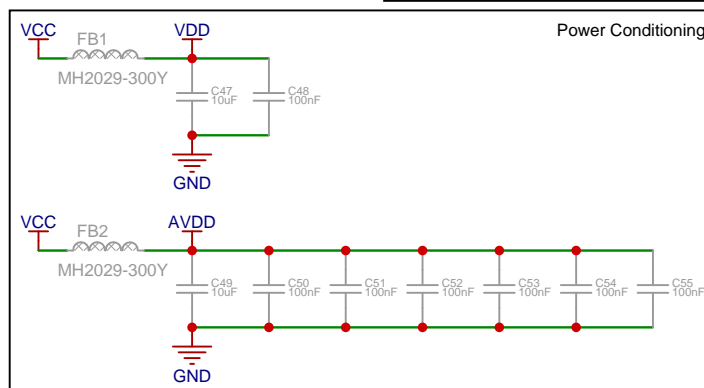 Power Conditioning
VCC
FB1
MH2029-300Y
VDD
C47
10uF
C48
100nF
GND
VCC
FB2
MH2029-300Y
AVDD
C49
10uF
C50
100nF
C51
100nF
C52
100nF
C53
100nF
C54
100nF
C55
100nF
GND